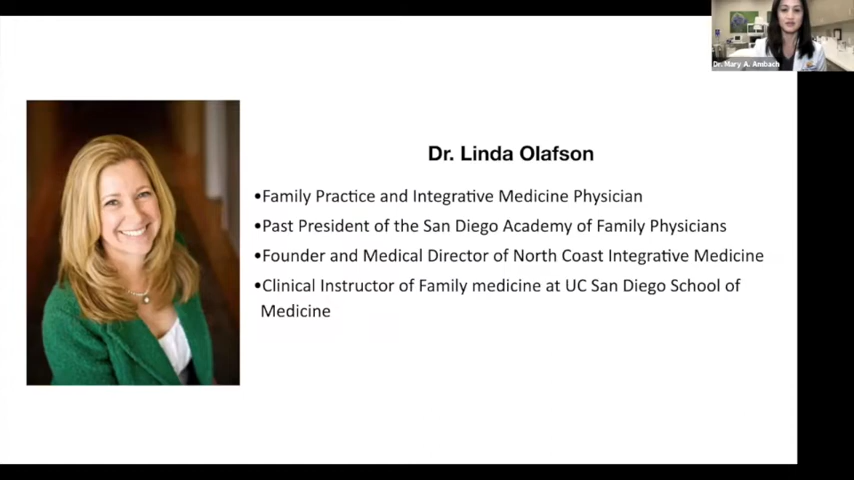 Dr. Mary A. Ambach
Dr. Linda Olafson
•Family Practice and Integrative Medicine Physician
•Past President of the San Diego Academy of Family Physicians
•Founder and Medical Director of North Coast Integrative Medicine
•Clinical Instructor of Family medicine at UC San Diego School of
Medicine